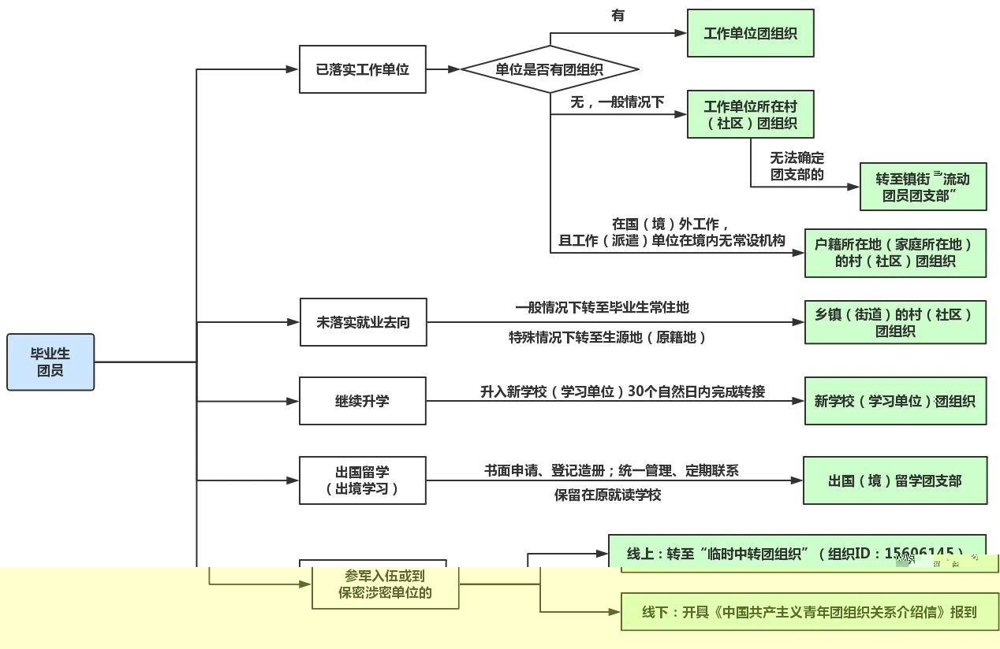 有
工作单位团组织
已落实工作单位
单位是否有团组织
无，一般情况下
工作单位所在村
（社区）团组织
无法确定
团支部的
转至镇街“流动
团员团支部”
在国（境）外工作，
且工作（派遣）单位在境内无常设机构
户籍所在地（家庭所在地）
的村（社区）团组织
未落实就业去向
一般情况下转至毕业生常住地
特殊情况下转至生源地（原籍地）
乡镇（街道）的村（社区）
团组织
毕业生
团员
继续升学
升入新学校（学习单位）30个自然日内完成转接
新学校（学习单位）团组织
出国留学
（出境学习）
书面申请、登记造册；统一管理、定期联系
保留在原就读学校
出国（境）留学团支部
线上：转至“临时中转团组织”（组织ID：15606145）
参军入伍或到
保密涉密单位的
线下：开具《中国共产主义青年团组织关系介绍信》报到